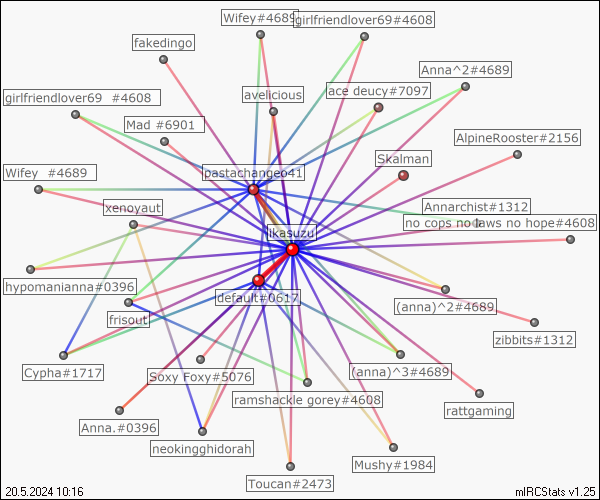 Wifey#4689
girlfriendlover69#4608
fakedingo
Anna^2#4689
avelicious
ace deucy#7097
girlfriendlover69  #4608
Mad #6901
AlpineRooster#2156
Skalman
Wifey  #4689
pastachangeo41
xenoyaut
Annarchist#1312
no cops no laws no hope#4608
ikasuzu
hypomanianna#0396
default#0617
(anna)^2#4689
frisout
zibbits#1312
Cypha#1717
Soxy Foxy#5076
(anna)^3#4689
ramshackle gorey#4608
rattgaming
Anna.#0396
neokingghidorah
Mushy#1984
Toucan#2473
20.5.2024 10:16
mIRCStats v1.25